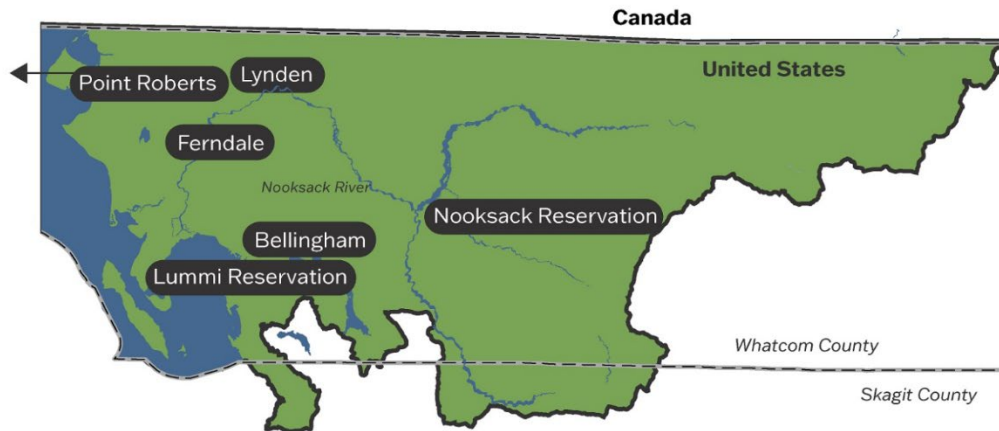 Canada
United States
Point Roberts
Lynden
Ferndale
Nooksack River
Nooksack Reservation
Bellingham
Lummi Reservation
Whatcom County
Skagit County